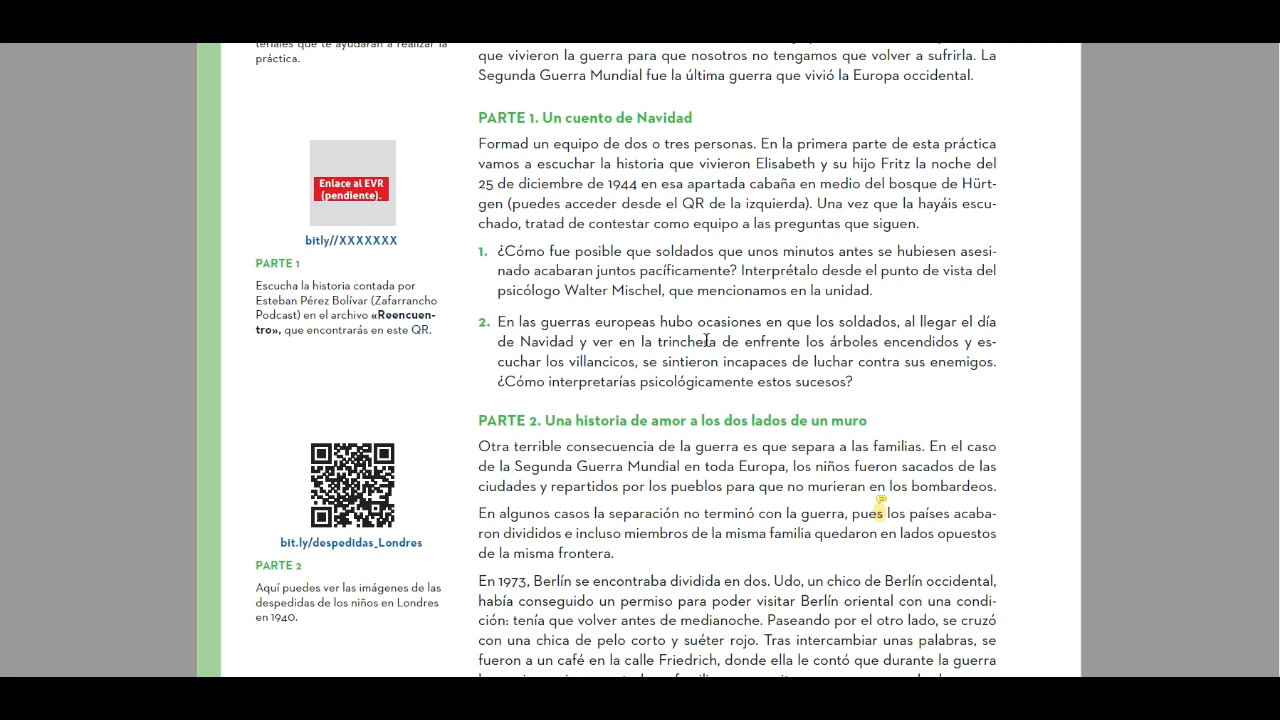 teriales que te ayudarán a realizar la
práctica.
que vivieron la guerra para que nosotros no tengamos que volver a sufrirla. La
Segunda Guerra Mundial fue la última guerra que vivió la Europa occidental.
PARTE 1. Un cuento de Navidad
Formad un equipo de dos o tres personas. En la primera parte de esta práctica
vamos a escuchar la historia que vivieron Elisabeth y su hijo Fritz la noche del
25 de diciembre de 1944 en esa apartada cabaña en medio del bosque de Hürt-
gen (puedes acceder desde el QR de la izquierda). Una vez que la hayáis escu-
chado, tratad de contestar como equipo a las preguntas que siguen.
1. ¿Cómo fue posible que soldados que unos minutos antes se hubiesen asesi-
nado acabaran juntos pacíficamente? Interprétalo desde el punto de vista del
psicólogo Walter Mischel, que mencionamos en la unidad.
2. En las guerras europeas hubo ocasiones en que los soldados, al llegar el día
de Navidad y ver en la trinchera de enfrente los árboles encendidos y es-
cuchar los villancicos, se sintieron incapaces de luchar contra sus enemigos.
¿Cómo interpretarías psicológicamente estos sucesos?
Enlace al EVR
(pendiente).
bitly//XXXXXXX
PARTE 1
Escucha la historia contada por
Esteban Pérez Bolívar (Zafarrancho
Podcast) en el archivo «Reencuen-
tro», que encontrarás en este QR.
PARTE 2. Una historia de amor a los dos lados de un muro
Otra terrible consecuencia de la guerra es que separa a las familias. En el caso
de la Segunda Guerra Mundial en toda Europa, los niños fueron sacados de las
ciudades y repartidos por los pueblos para que no murieran en los bombardeos.
En algunos casos la separación no terminó con la guerra, pues los países acaba-
ron divididos e incluso miembros de la misma familia quedaron en lados opuestos
de la misma frontera.
En 1973, Berlín se encontraba dividida en dos. Udo, un chico de Berlín occidental,
había conseguido un permiso para poder visitar Berlín oriental con una condi-
ción: tenía que volver antes de medianoche. Paseando por el otro lado, se cruzó
con una chica de pelo corto y suéter rojo. Tras intercambiar unas palabras, se
fueron a un café en la calle Friedrich, donde ella le contó que durante la guerra
bit.ly/despedidas_Londres
PARTE 2
Aquí puedes ver las imágenes de las
despedidas de los niños en Londres
en 1940.